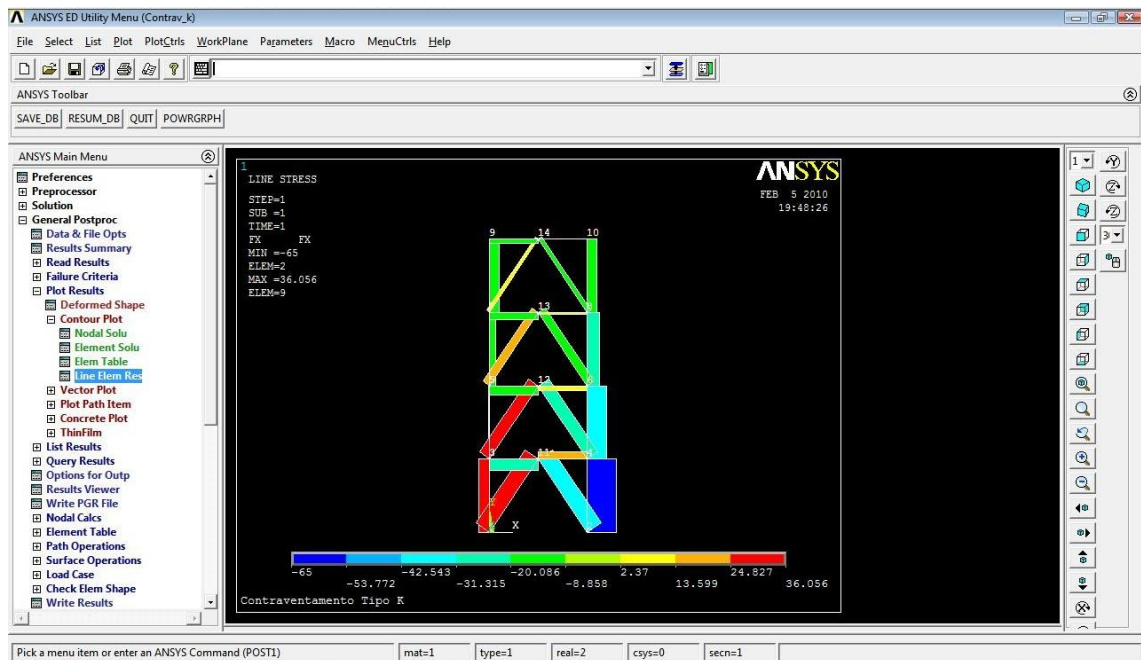 ANSYS ED Utility Menu (Contrav_k)
File Select List Plot PlotCtrls WorkPlane Parameters Macro MenuCtrls Help
ANSYS Toolbar
SAVE_DB RESUM_DB QUIT POWRGRPH
ANSYS Main Menu
Preferences
Preprocessor
Solution
General Postproc
Data & File Opts
Results Summary
Read Results
Failure Criteria
Plot Results
Deformed Shape
Contour Plot
Nodal Solu
Element Solu
Elem Table
Line Elem Res
Vector Plot
Plot Path Item
Concrete Plot
ThinFilm
List Results
Query Results
Options for Outp
Results Viewer
Write PGR File
Nodal Calcs
Element Table
Path Operations
Surface Operations
Load Case
Check Elem Shape
Write Results
1
LINE STRESS
STEP=1
SUB =1
TIME=1
FX FX
MIN =-65
ELEM=2
MAX =36.056
ELEM=9
ANSYS
FEB 5 2010
19:48:26
9 14 10
13
12
3 11 4
X
-65 -42.543 -20.086 2.37 24.827
-53.772 -31.315 -8.858 13.599 36.056
Contraventamento Tipo K
1
Pick a menu item or enter an ANSYS Command (POST1)
mat=1
type=1
real=2
csys=0
secn=1